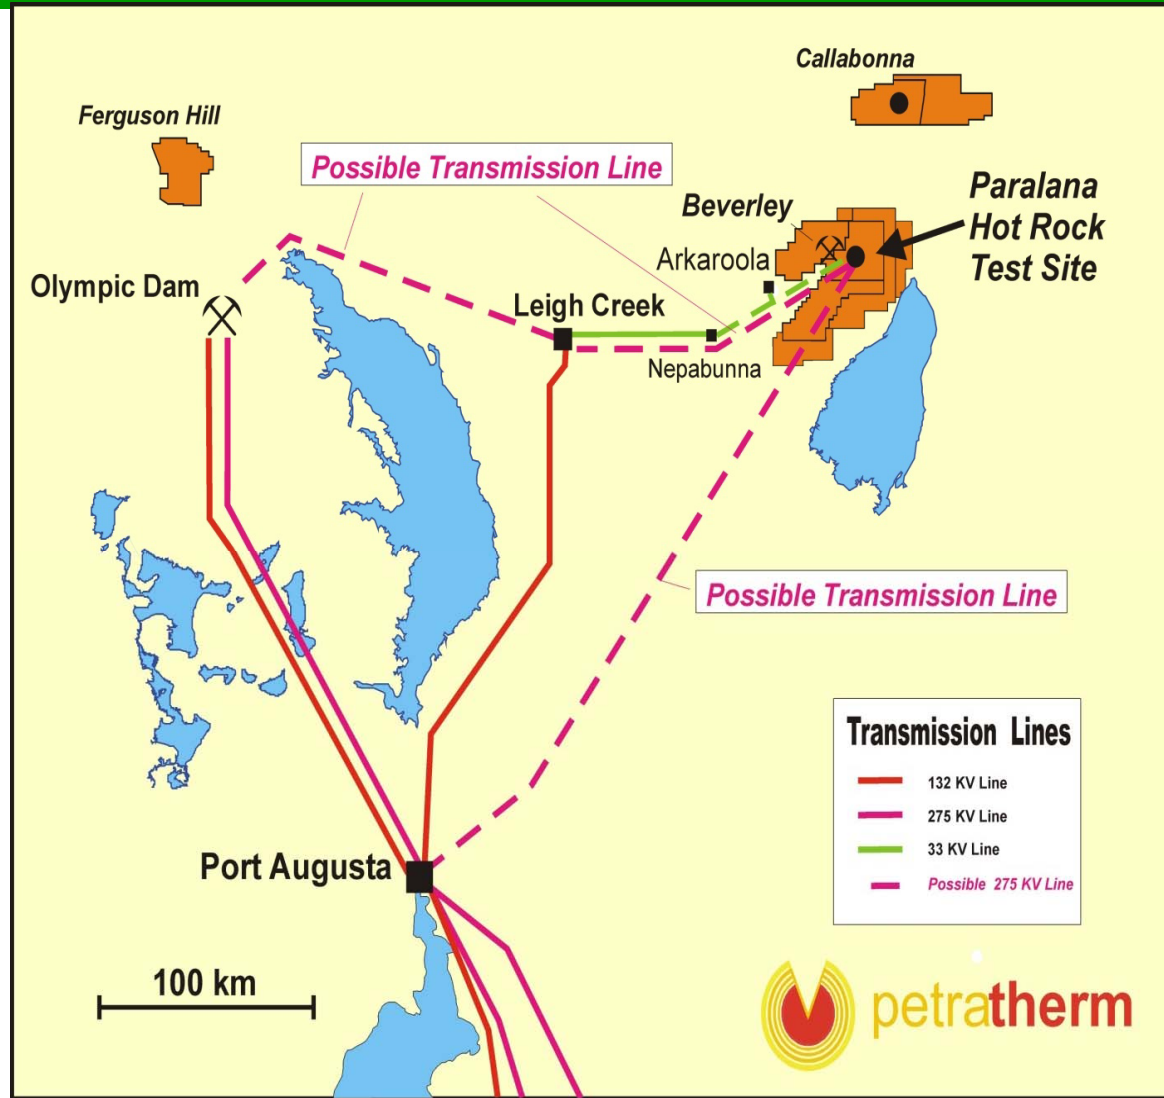 Callabonna
Ferguson Hill
Possible Transmission Line
Paralana
Hot Rock
Test Site
Beverley
Arkaroola
Olympic Dam
Leigh Creek
Nepabunna
Possible Transmission Line
Transmission Lines
132 KV Line
275 KV Line
33 KV Line
Possible 275 KV Line
Port Augusta
100 km
petratherm